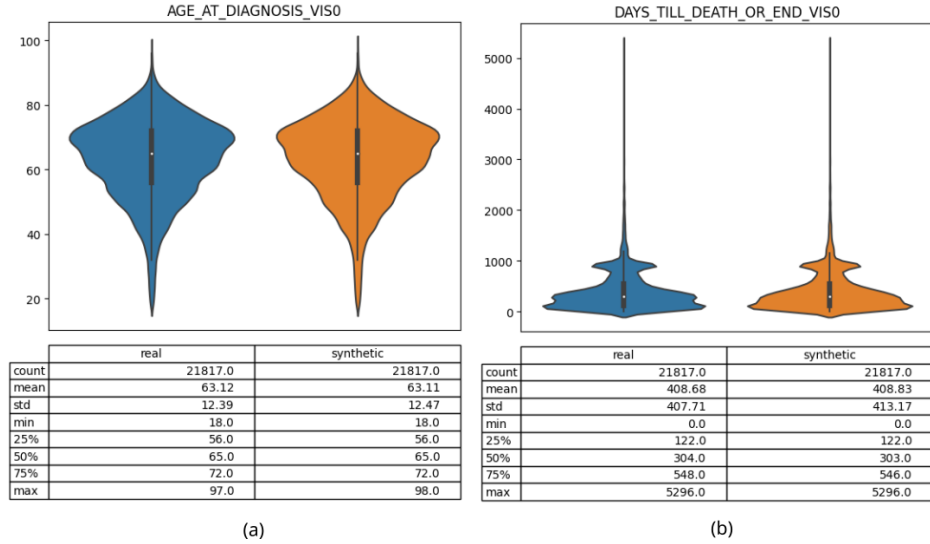 AGE_AT_DIAGNOSIS_VIS0
100
80
60
40
20
real synthetic
count 21817.0 21817.0
mean 63.12 63.11
std 12.39 12.47
min 18.0 18.0
25% 56.0 56.0
50% 65.0 65.0
75% 72.0 72.0
max 97.0 98.0
(a)
DAYS_TILL_DEATH_OR_END_VIS0
5000
4000
3000
2000
1000
0
real synthetic
count 21817.0 21817.0
mean 408.68 408.83
std 407.71 413.17
min 0.0 0.0
25% 122.0 122.0
50% 304.0 303.0
75% 548.0 546.0
max 5296.0 5296.0
(b)